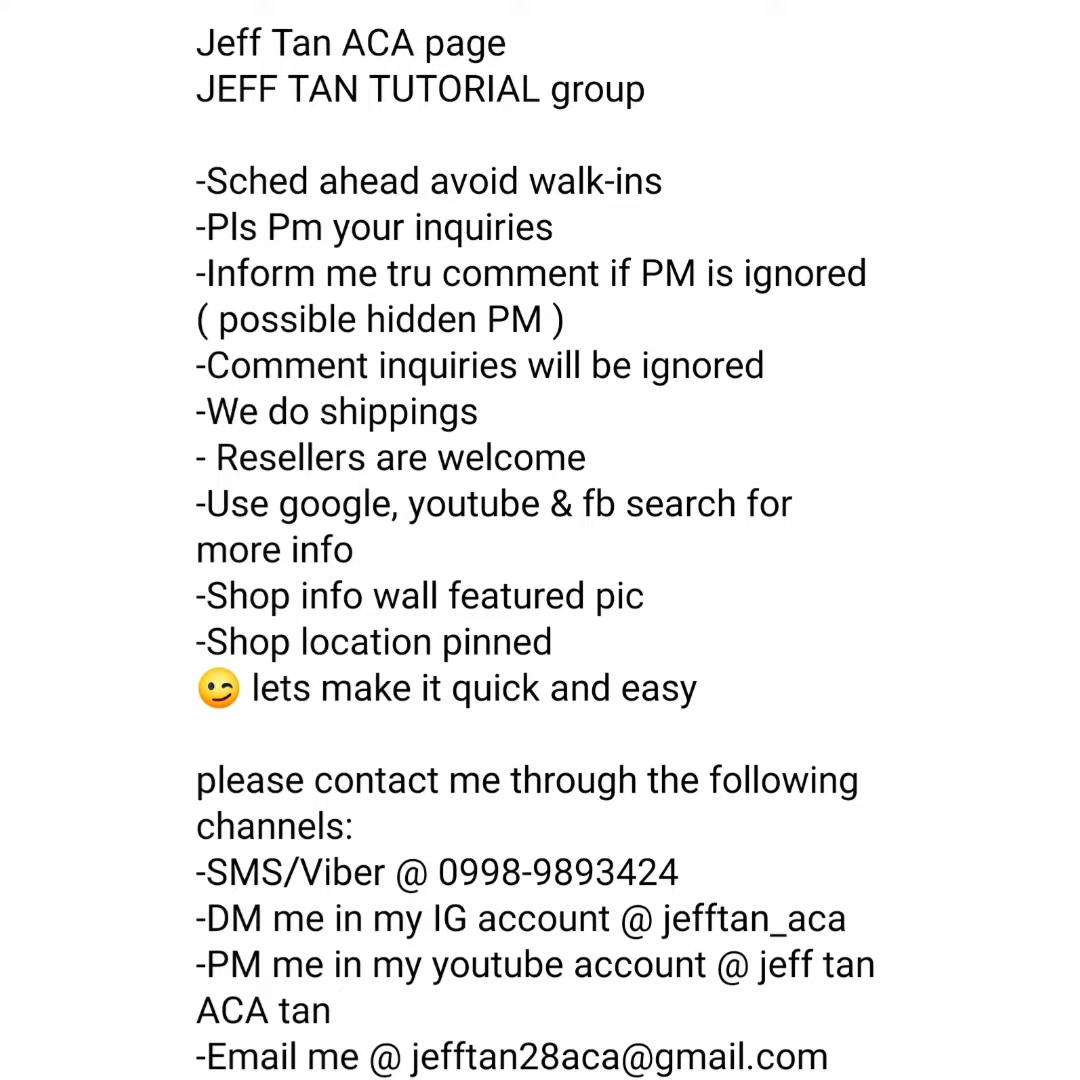 Jeff Tan ACA page
JEFF TAN TUTORIAL group
-Sched ahead avoid walk-ins
-Pls Pm your inquiries
-Inform me tru comment if PM is ignored
( possible hidden PM )
-Comment inquiries will be ignored
-We do shippings
- Resellers are welcome
-Use google, youtube & fb search for
more info
-Shop info wall featured pic
-Shop location pinned
😉 lets make it quick and easy
please contact me through the following
channels:
-SMS/Viber @ 0998-9893424
-DM me in my IG account @ jefftan_aca
-PM me in my youtube account @ jeff tan
ACA tan
-Email me @ jefftan28aca@gmail.com